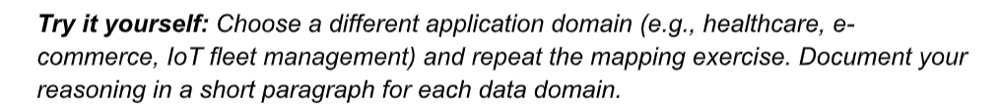 Try it yourself: Choose a different application domain (e.g., healthcare, e-
commerce, IoT fleet management) and repeat the mapping exercise. Document your
reasoning in a short paragraph for each data domain.